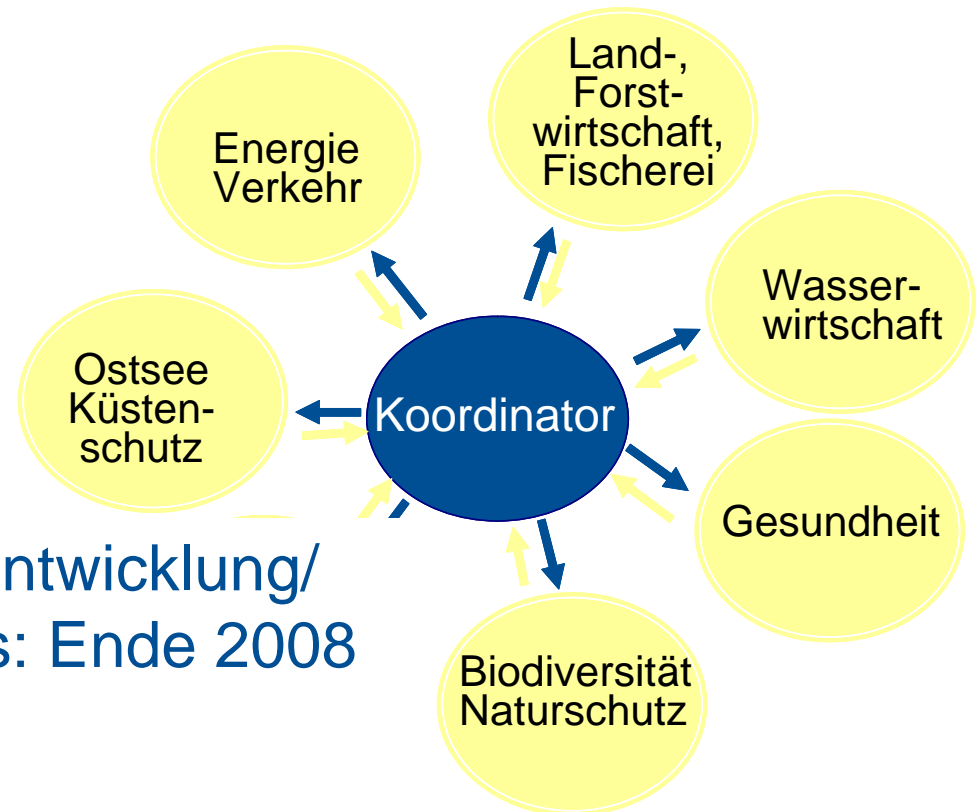 Land-,
Forst-
wirtschaft,
Fischerei
Energie
Verkehr
Wasser-
wirtschaft
Ostsee
Küsten-
schutz
Koordinator
Gesundheit
ntwicklung/
s: Ende 2008
Biodiversität
Naturschutz